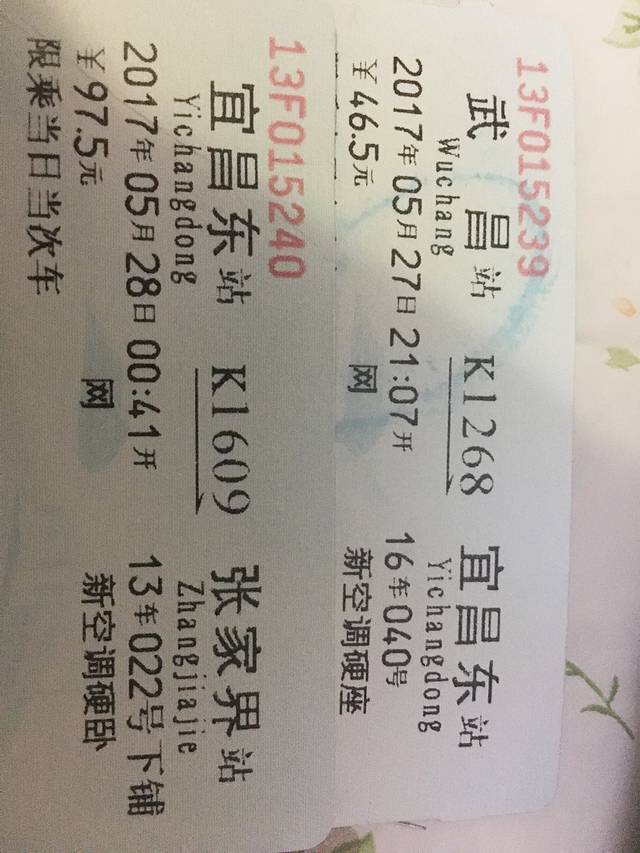 13F015239
武昌站 K1268 宜昌东站
Wuchang Yichangdong
2017年05月27日21:07开 16车040号
￥46.5元 网 新空调硬座
13F015240
宜昌东站 K1609 张家界站
Yichangdong Zhangjiajie
2017年05月28日00:41开 13车022号下铺
￥97.5元 网 新空调硬卧
限乘当日当次车